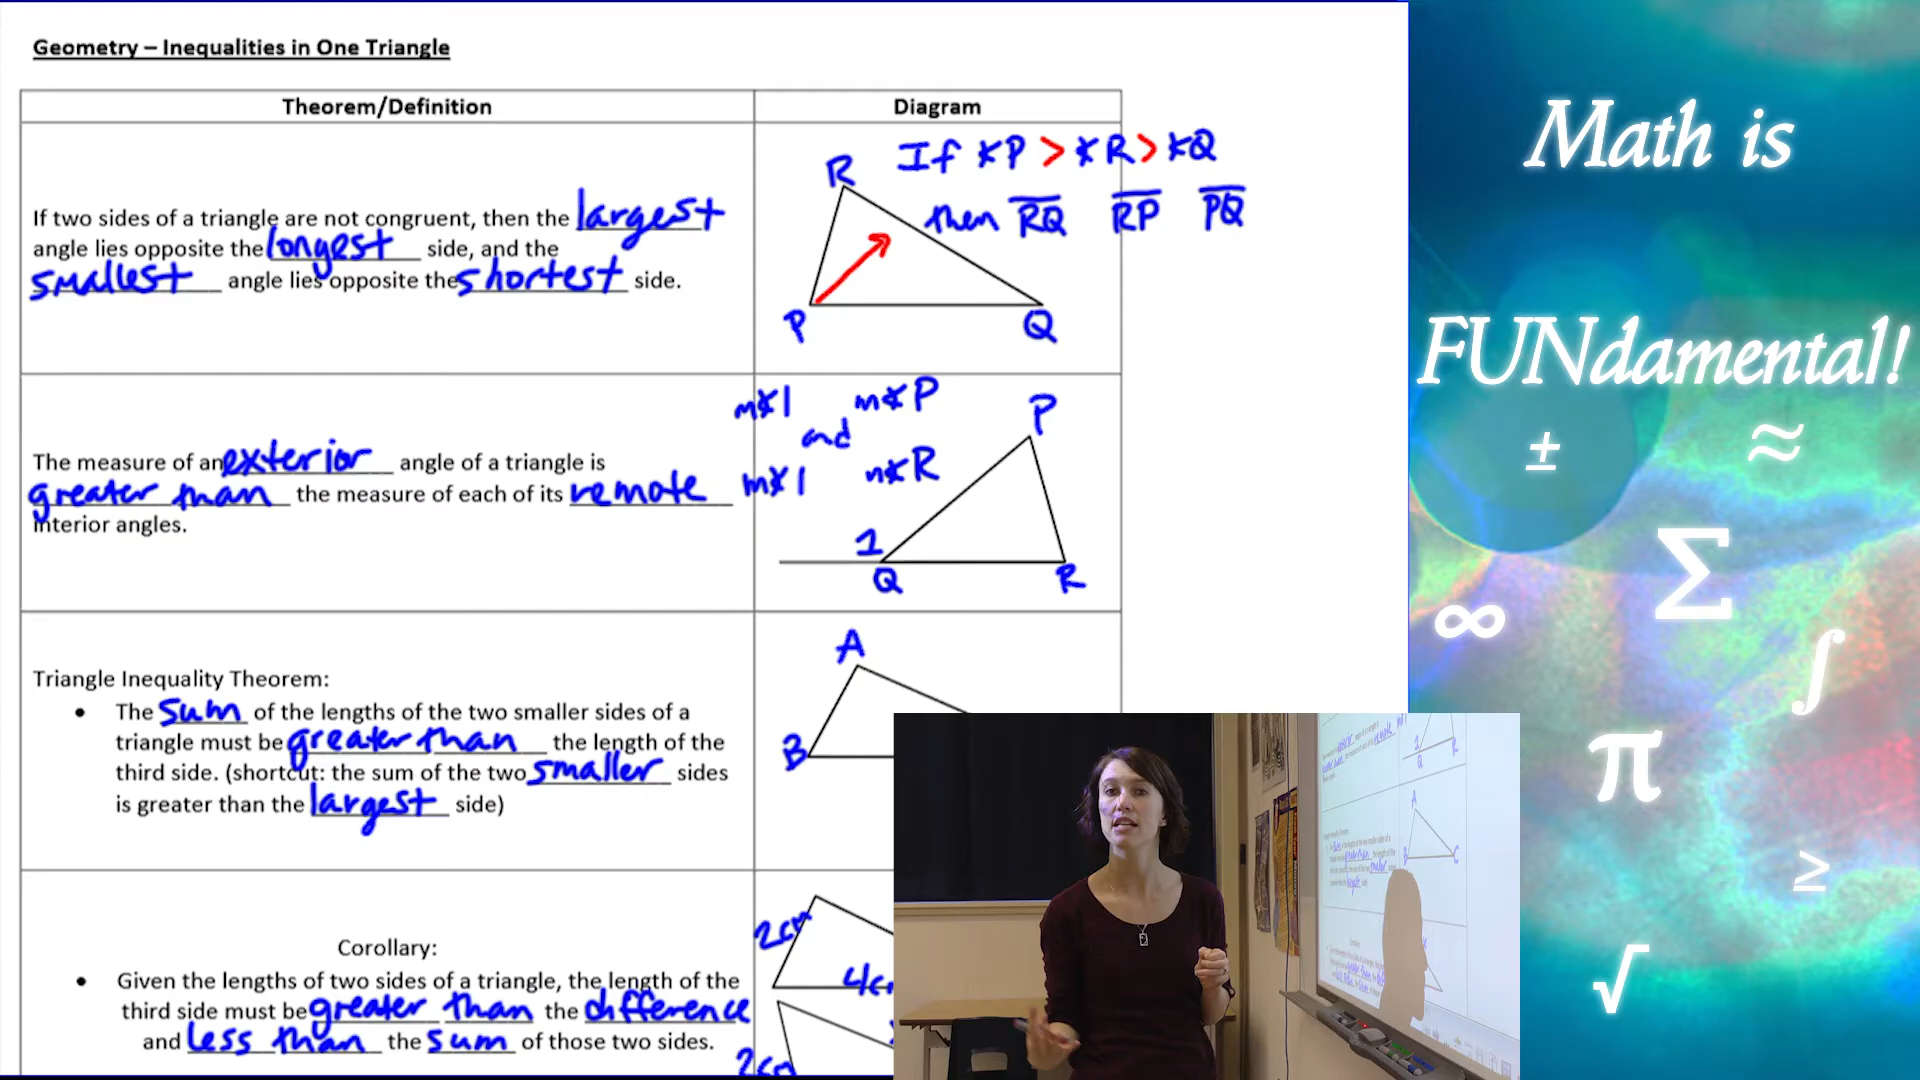 Geometry – Inequalities in One Triangle
Theorem/Definition
Diagram
If two sides of a triangle are not congruent, then the largest
angle lies opposite the longest side, and the
smallest angle lies opposite the shortest side.
If ∡P > ∡R > ∡Q
then RQ RP PQ
R
P
Q
The measure of an exterior angle of a triangle is
greater than the measure of each of its remote
interior angles.
m∡1 m∡P
and
m∡1 m∡R
P
1
Q
R
Triangle Inequality Theorem:
• The sum of the lengths of the two smaller sides of a
triangle must be greater than the length of the
third side. (shortcut: the sum of the two smaller sides
is greater than the largest side)
A
B
Corollary:
• Given the lengths of two sides of a triangle, the length of the
third side must be greater than the difference
and less than the sum of those two sides.
2cm
4cm
2cm
Math is
FUNdamental!
± ≈
Σ
∞
∫
π
≥
√